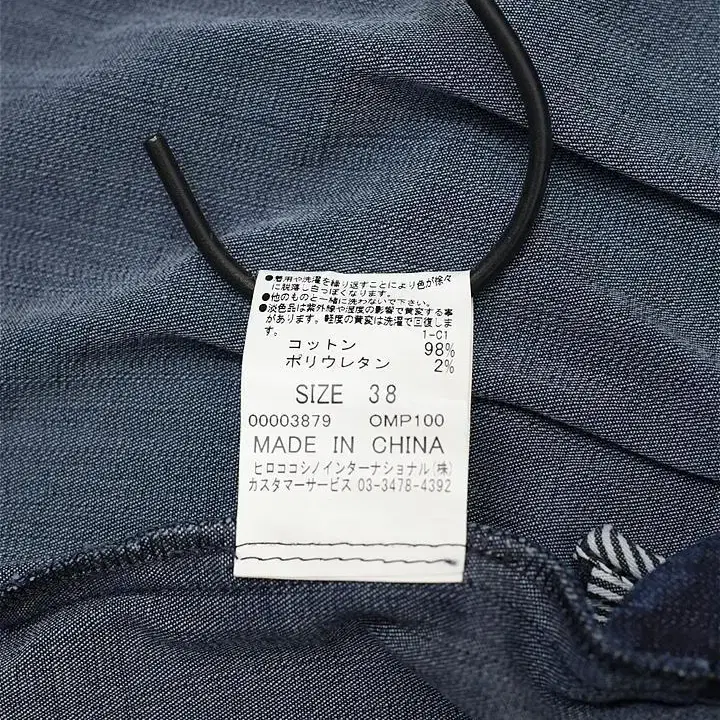 ●着用や洗濯を繰り返すことにより色が徐々
に脱落し白っぽくなります。
●他のものと一緒に洗わないで下さい。
●淡色品は紫外線や湿度の影響で黄変する事
があります。軽度の黄変は洗濯で回復しま
す。
1-C1
コットン 98%
ポリウレタン 2%
SIZE 38
00003879 OMP100
MADE IN CHINA
ヒロココシノインターナショナル(株)
カスタマーサービス 03-3478-4392